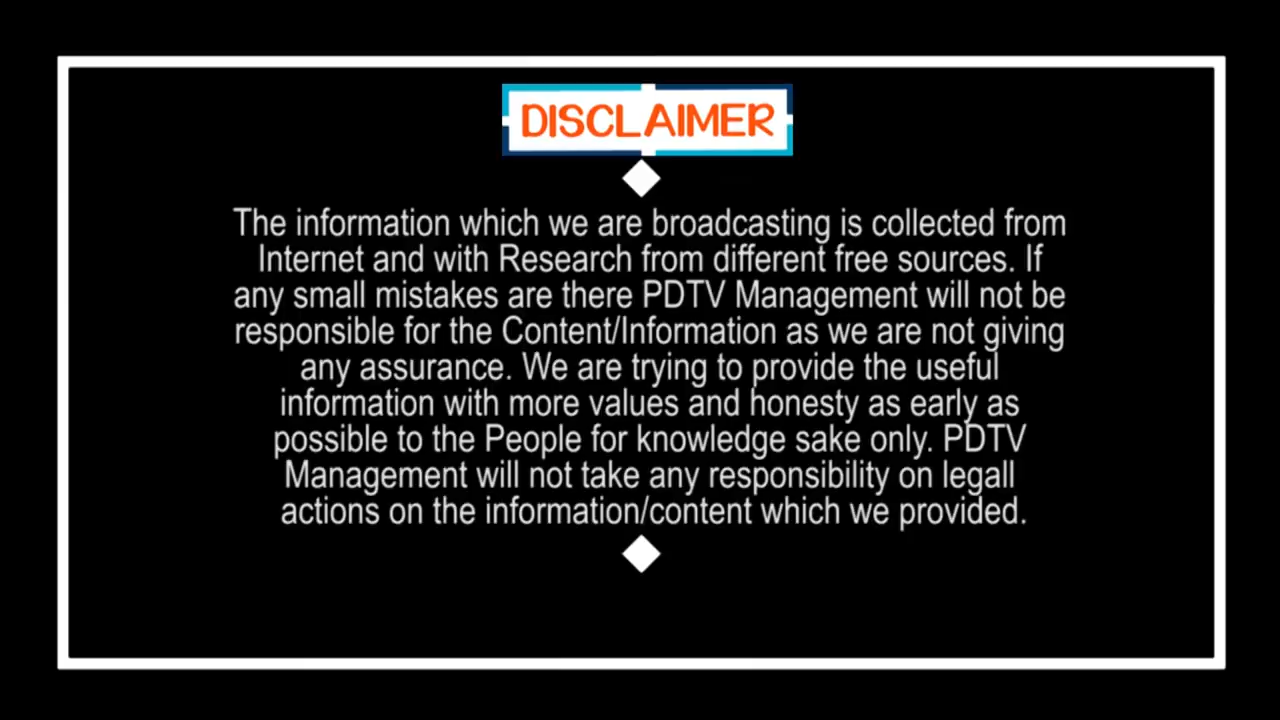 DISCLAIMER
The information which we are broadcasting is collected from
Internet and with Research from different free sources. If
any small mistakes are there PDTV Management will not be
responsible for the Content/Information as we are not giving
any assurance. We are trying to provide the useful
information with more values and honesty as early as
possible to the People for knowledge sake only. PDTV
Management will not take any responsibility on legall
actions on the information/content which we provided.